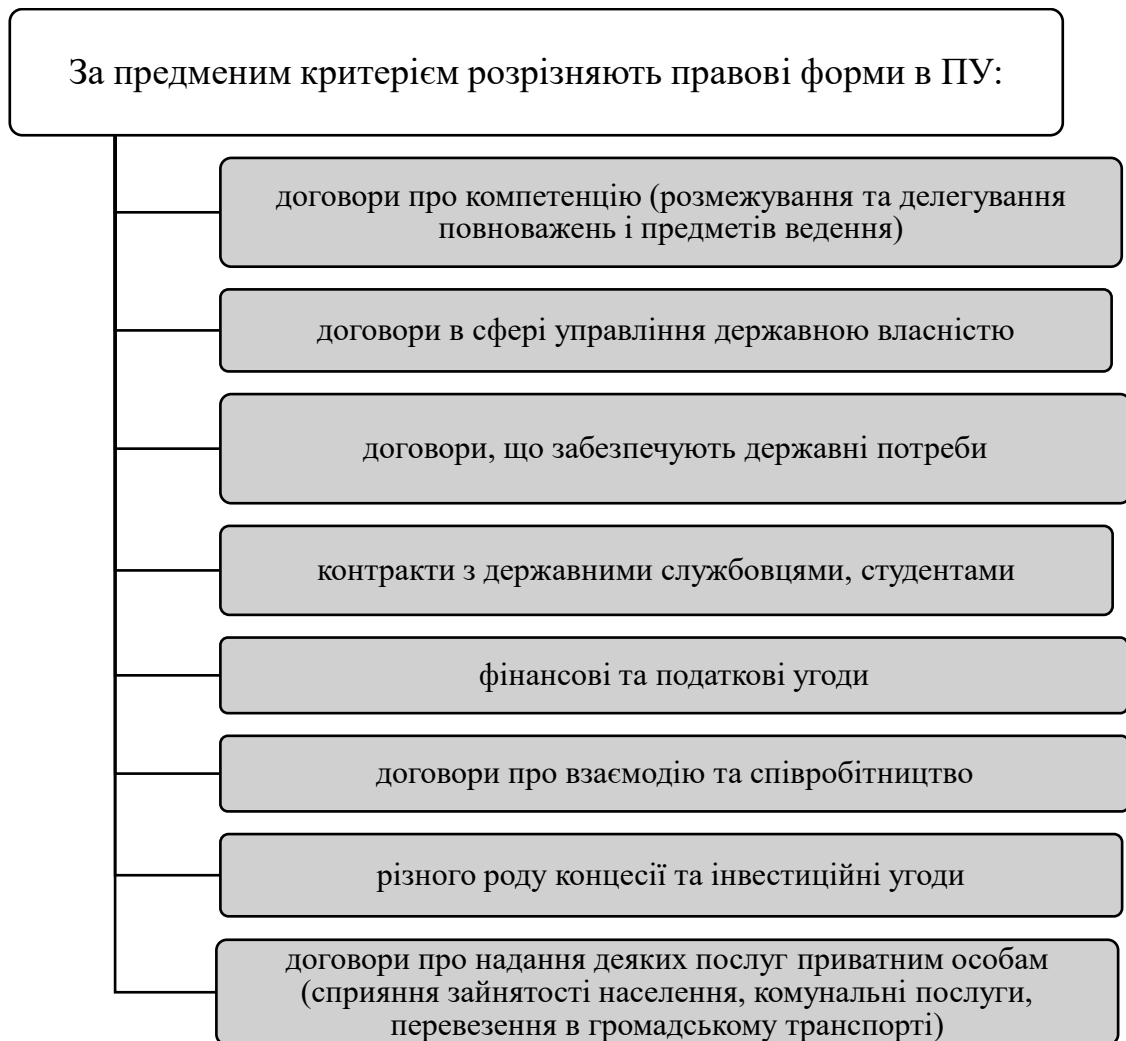 За предменим критерієм розрізняють правові форми в ПУ:
договори про компетенцію (розмежування та делегування
повноважень і предметів ведення)
договори в сфері управління державною власністю
договори, що забезпечують державні потреби
контракти з державними службовцями, студентами
фінансові та податкові угоди
договори про взаємодію та співробітництво
різного роду концесії та інвестиційні угоди
договори про надання деяких послуг приватним особам
(сприяння зайнятості населення, комунальні послуги,
перевезення в громадському транспорті)